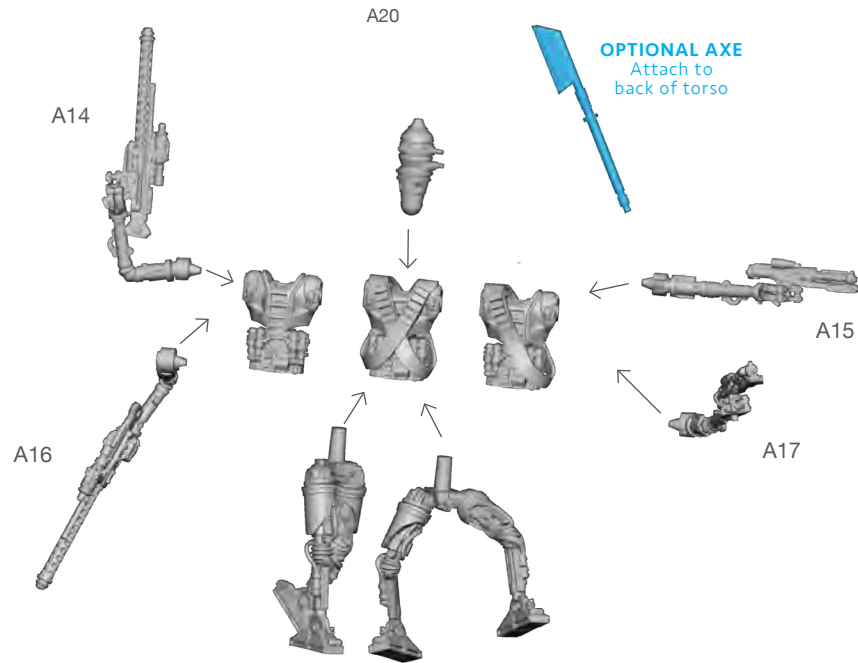 A20
OPTIONAL AXE
Attach to
back of torso
A14
A15
A16
A17